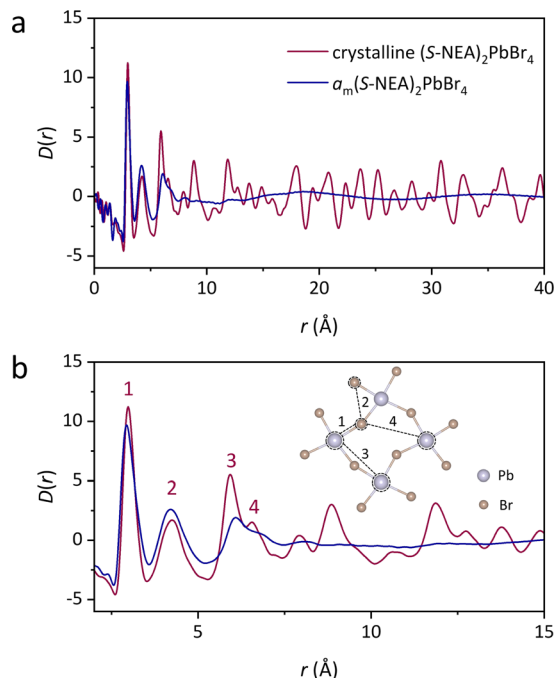 a
15
10
5
0
-5
D(r)
crystalline (S-NEA)₂PbBr₄
aₘ(S-NEA)₂PbBr₄
0 10 20 30 40
r (Å)
b
15
10
5
0
-5
D(r)
1
2
3
4
1
2
3
4
Pb
Br
5 10 15
r (Å)